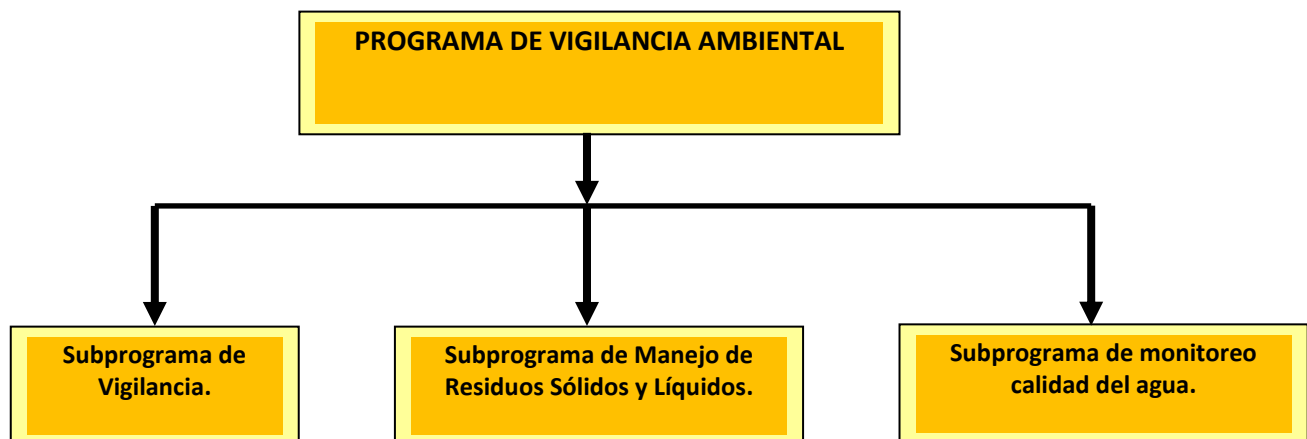 PROGRAMA DE VIGILANCIA AMBIENTAL
Subprograma de
Vigilancia.
Subprograma de Manejo de
Residuos Sólidos y Líquidos.
Subprograma de monitoreo
calidad del agua.